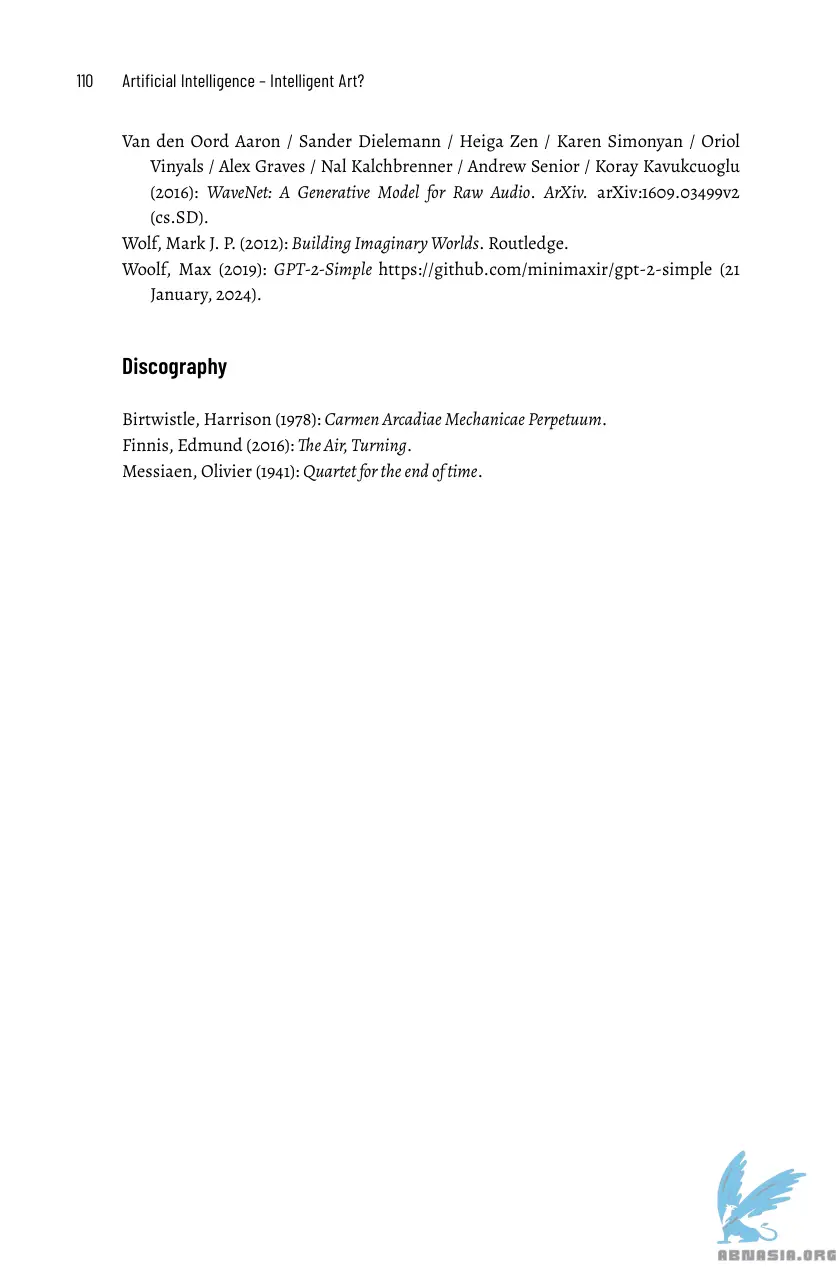 110 Artificial Intelligence – Intelligent Art?
Van den Oord Aaron / Sander Dielemann / Heiga Zen / Karen Simonyan / Oriol
Vinyals / Alex Graves / Nal Kalchbrenner / Andrew Senior / Koray Kavukcuoglu
(2016): WaveNet: A Generative Model for Raw Audio. ArXiv. arXiv:1609.03499v2
(cs.SD).
Wolf, Mark J. P. (2012): Building Imaginary Worlds. Routledge.
Woolf, Max (2019): GPT-2-Simple https://github.com/minimaxir/gpt-2-simple (21
January, 2024).
Discography
Birtwistle, Harrison (1978): Carmen Arcadiae Mechanicae Perpetuum.
Finnis, Edmund (2016): The Air, Turning.
Messiaen, Olivier (1941): Quartet for the end of time.
ABNASIA.ORG